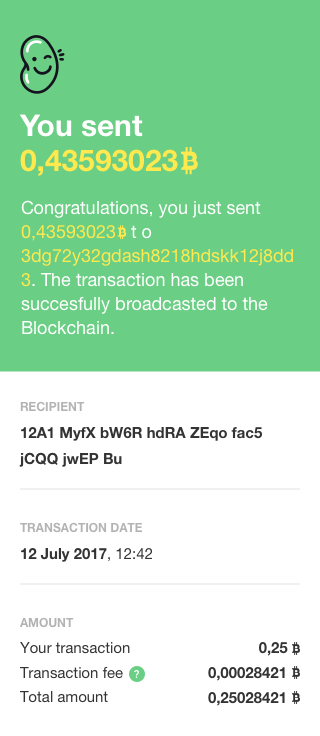 You sent
0,43593023₿
Congratulations, you just sent
0,43593023₿ t o
3dg72y32gdash8218hdskk12j8dd
3. The transaction has been
succesfully broadcasted to the
Blockchain.
RECIPIENT
12A1 MyfX bW6R hdRA ZEqo fac5
jCQQ jwEP Bu
TRANSACTION DATE
12 July 2017, 12:42
AMOUNT
Your transaction 0,25 ₿
Transaction fee ? 0,00028421 ₿
Total amount 0,25028421 ₿